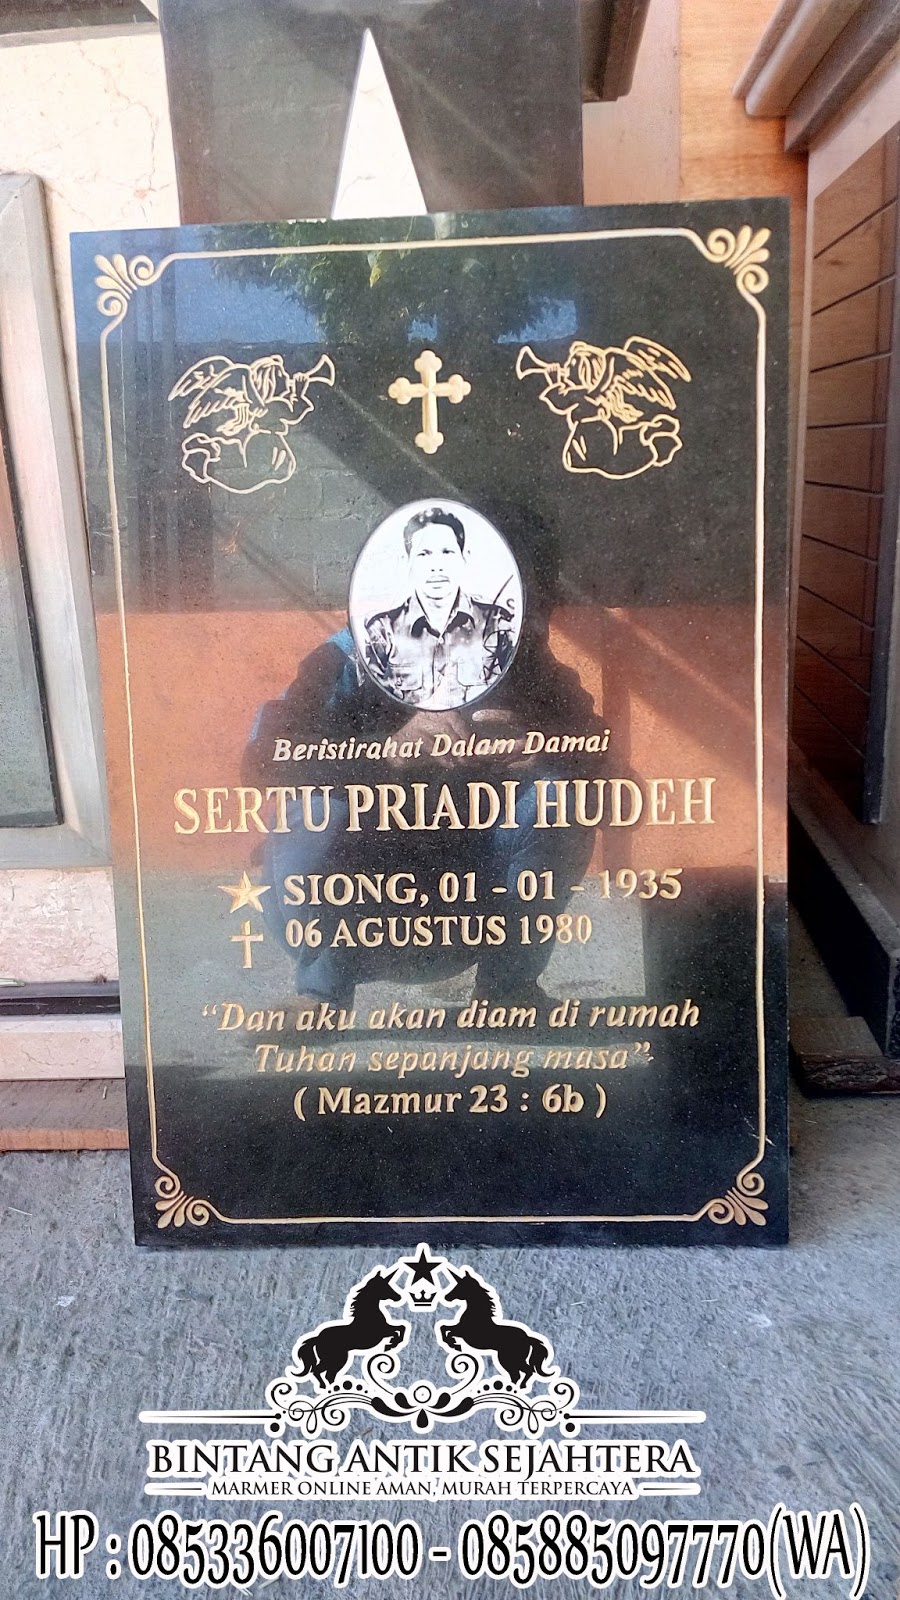 Beristirahat Dalam Damai
SERTU PRIADI HUDEH
SIONG, 01 - 01 - 1935
06 AGUSTUS 1980
“Dan aku akan diam di rumah
Tuhan sepanjang masa”
( Mazmur 23 : 6b )
BINTANG ANTIK SEJAHTERA
MARMER ONLINE AMAN, MURAH TERPERCAYA
HP : 085336007100 - 085885097770(WA)